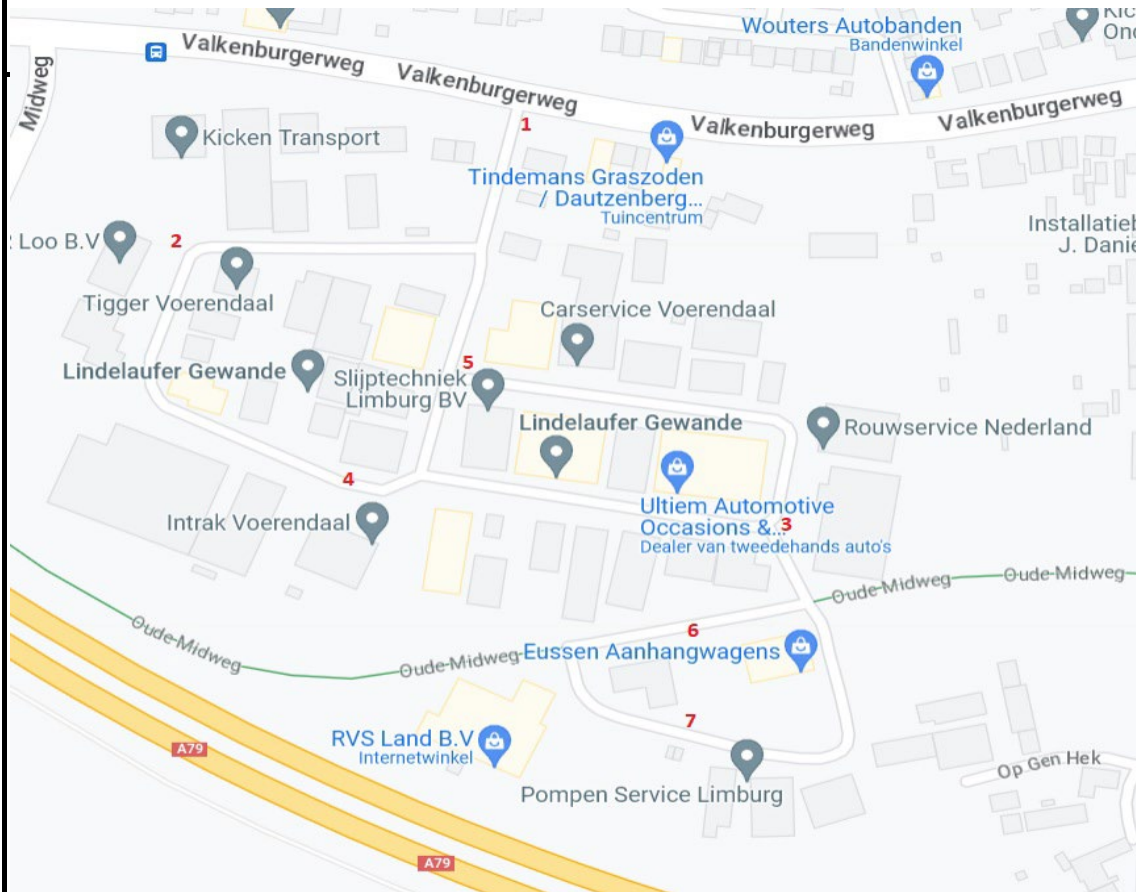 Kic
Wouters Autobanden
Ond
Bandenwinkel
Valkenburgerweg
Valkenburgerweg
Midweg
Valkenburgerweg
Valkenburgerweg
1
Kicken Transport
Tindemans Graszoden
/ Dautzenberg...
Tuincentrum
Installatieb
J. Danie
2
Loo B.V
Tigger Voerendaal
Carservice Voerendaal
5
Lindelaufer Gewande
Slijptechniek
Limburg BV
Lindelaufer Gewande
Rouwservice Nederland
4
Intrak Voerendaal
Ultiem Automotive
Occasions &...
3
Dealer van tweedehands auto's
Oude-Midweg
Oude-Midweg
Oude-Midweg
Oude-Midweg
6
Eussen Aanhangwagens
7
RVS Land B.V
Internetwinkel
A79
Op Gen Hek
Pompen Service Limburg
A79